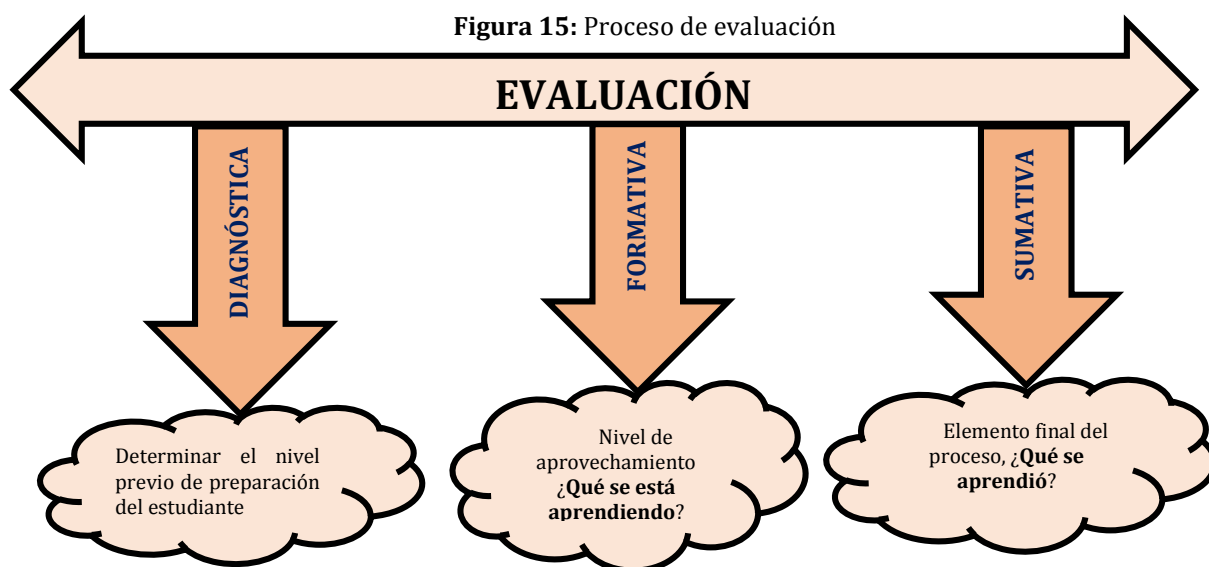 Figura 15: Proceso de evaluación
EVALUACIÓN
DIAGNÓSTICA
FORMATIVA
SUMATIVA
Determinar el nivel
previo de preparación
del estudiante
Nivel de
aprovechamiento
¿Qué se está
aprendiendo?
Elemento final del
proceso, ¿Qué se
aprendió?